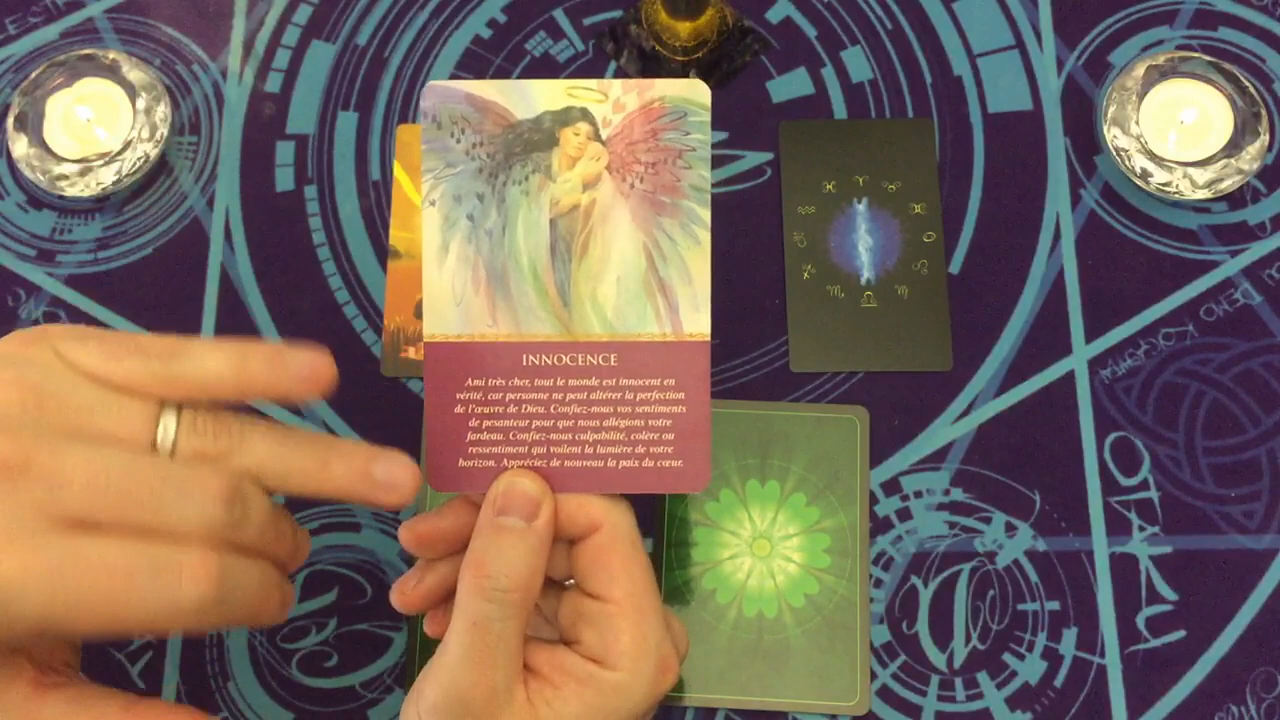 INNOCENCE
Ami très cher, tout le monde est innocent en
vérité, car personne ne peut altérer la perfection
de l'œuvre de Dieu. Confiez-nous vos sentiments
de pesanteur pour que nous allégions votre
fardeau. Confiez-nous culpabilité, colère ou
ressentiment qui voilent la lumière de votre
horizon. Appréciez de nouveau la paix du cœur.
OTAKU